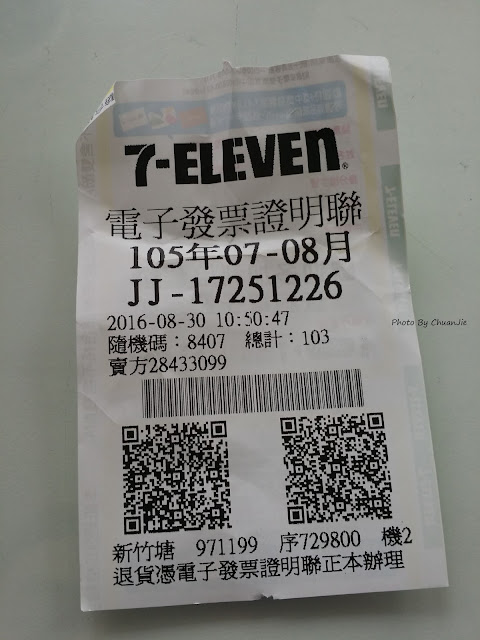 7-ELEVEN®
電子發票證明聯
105年07-08月
JJ-17251226
2016-08-30 10:50:47
隨機碼：8407 總計：103
賣方28433099
新竹塘 971199 序729800 機2
退貨憑電子發票證明聯正本辦理
Photo By ChuanJie
7-ELEVEN